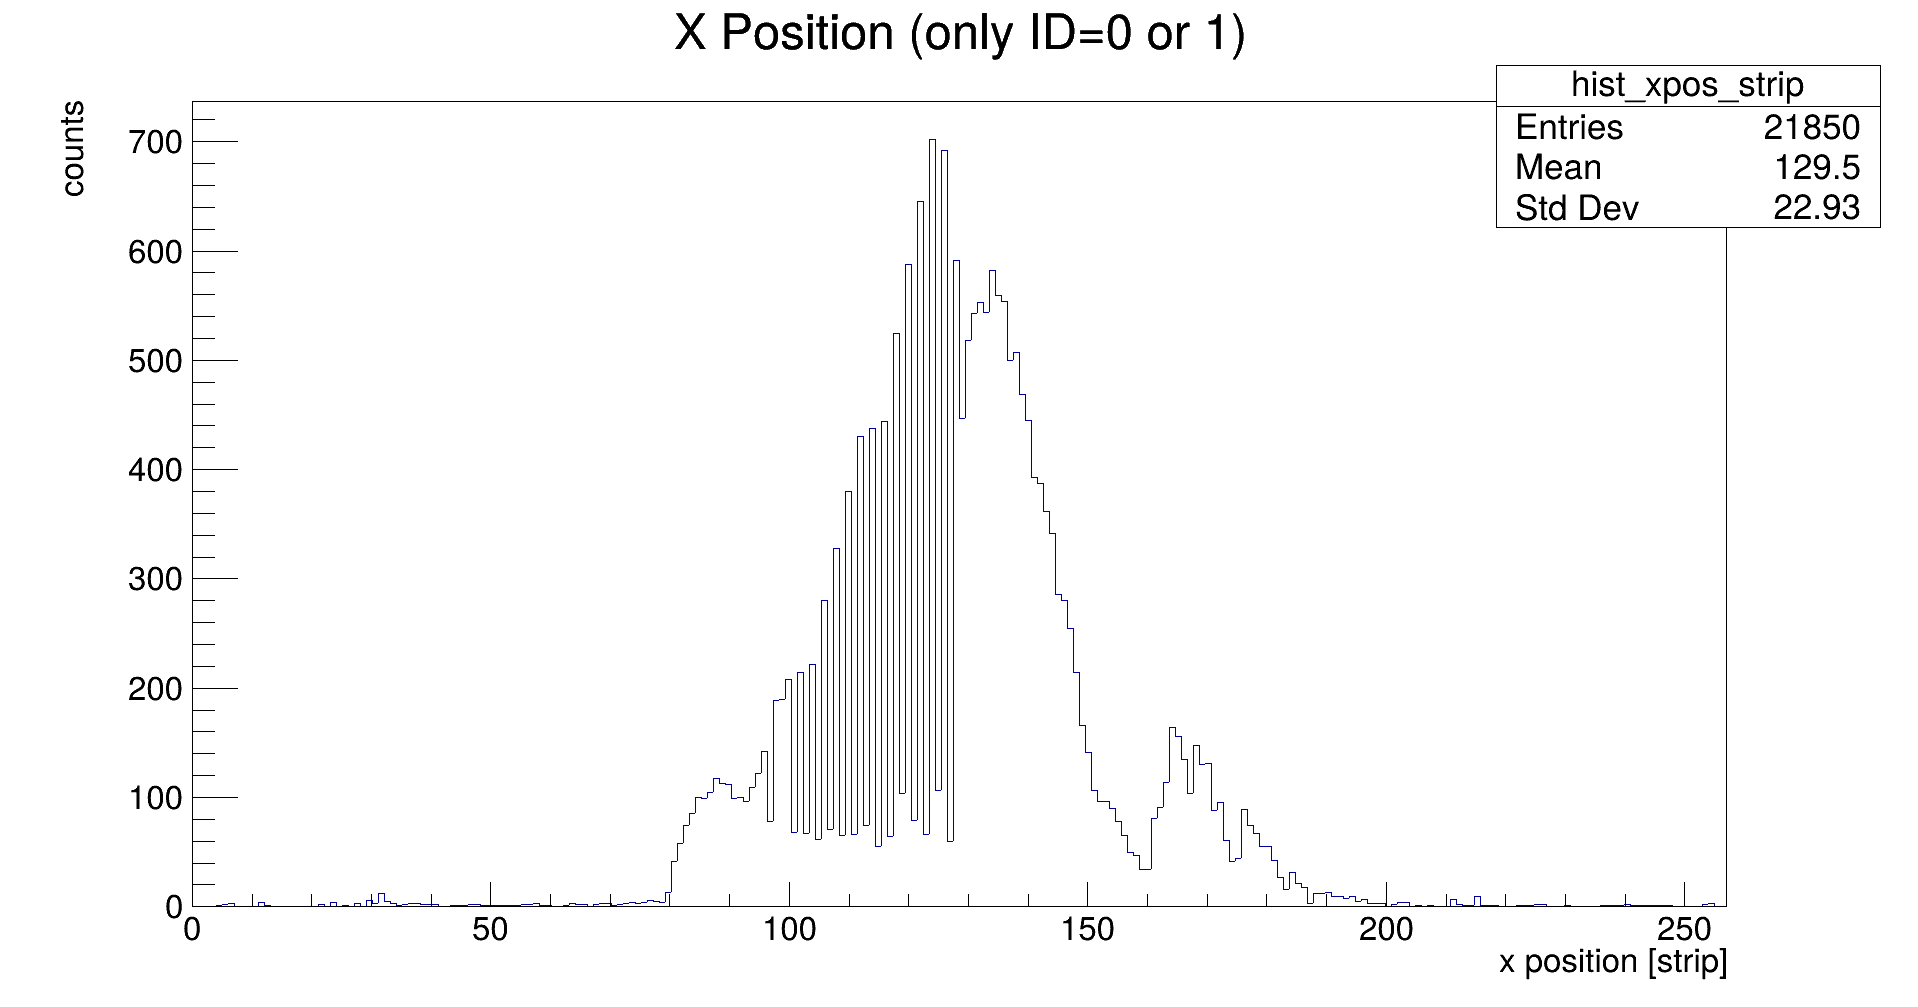 X Position (only ID=0 or 1)
hist_xpos_strip
Entries 21850
Mean 129.5
Std Dev 22.93
counts
700
600
500
400
300
200
100
0
0 50 100 150 200 250
x position [strip]